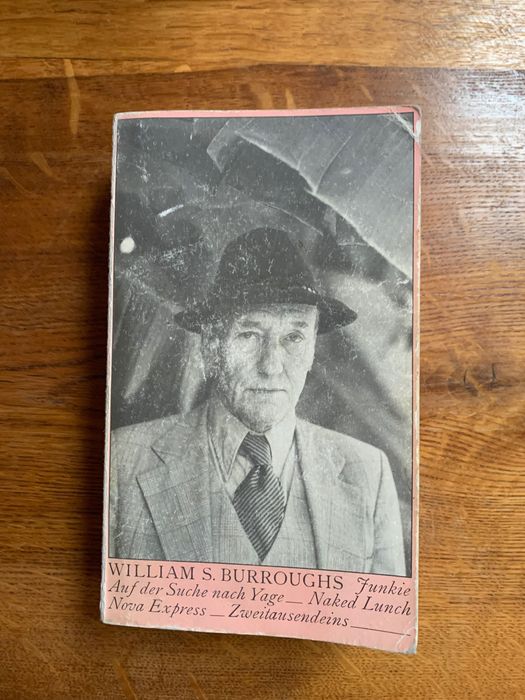 WILLIAM S. BURROUGHS Junkie
Auf der Suche nach Yage — Naked Lunch
Nova Express — Zweitausendeins